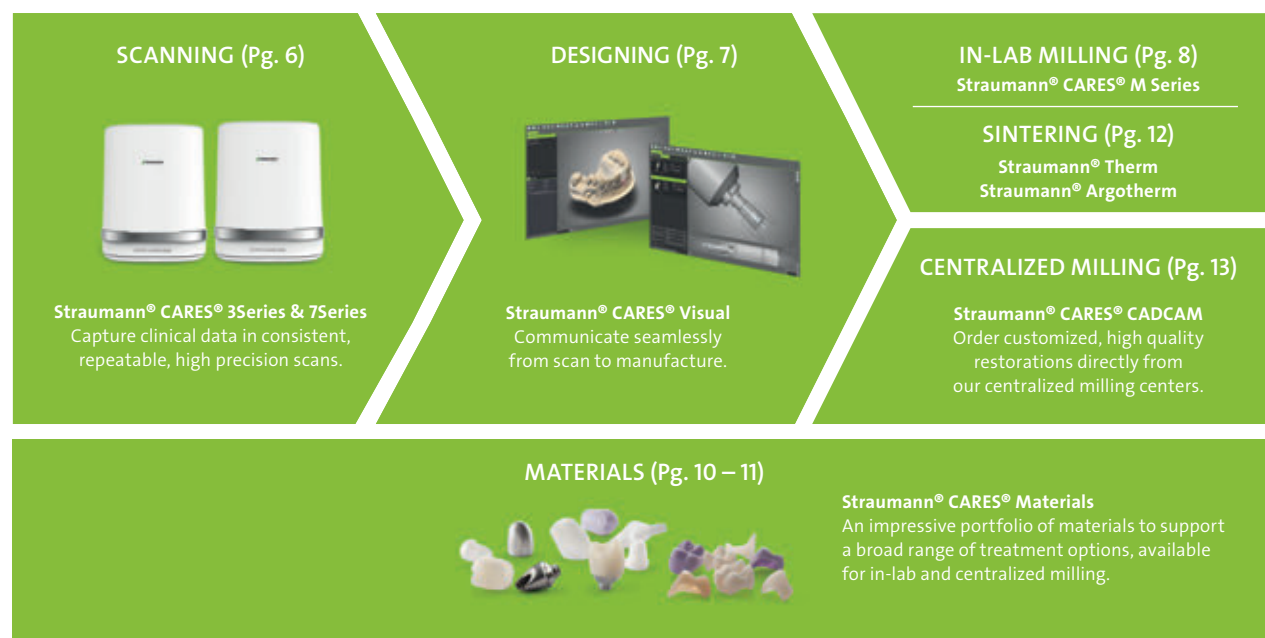 SCANNING (Pg. 6)
Straumann® CARES® 3Series & 7Series
Capture clinical data in consistent,
repeatable, high precision scans.
DESIGNING (Pg. 7)
Straumann® CARES® Visual
Communicate seamlessly
from scan to manufacture.
IN-LAB MILLING (Pg. 8)
Straumann® CARES® M Series
SINTERING (Pg. 12)
Straumann® Therm
Straumann® Argotherm
CENTRALIZED MILLING (Pg. 13)
Straumann® CARES® CADCAM
Order customized, high quality
restorations directly from
our centralized milling centers.
MATERIALS (Pg. 10 – 11)
Straumann® CARES® Materials
An impressive portfolio of materials to support
a broad range of treatment options, available
for in-lab and centralized milling.